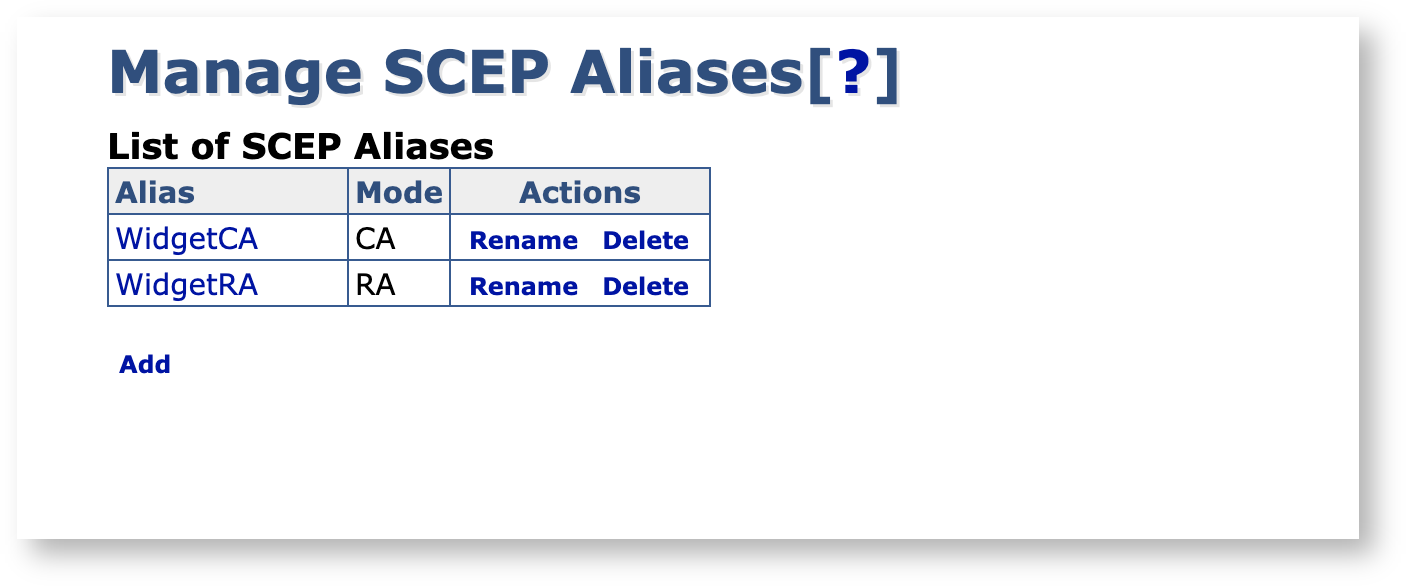 Manage SCEP Aliases[?]
List of SCEP Aliases
Alias Mode Actions
WidgetCA CA Rename Delete
WidgetRA RA Rename Delete
Add